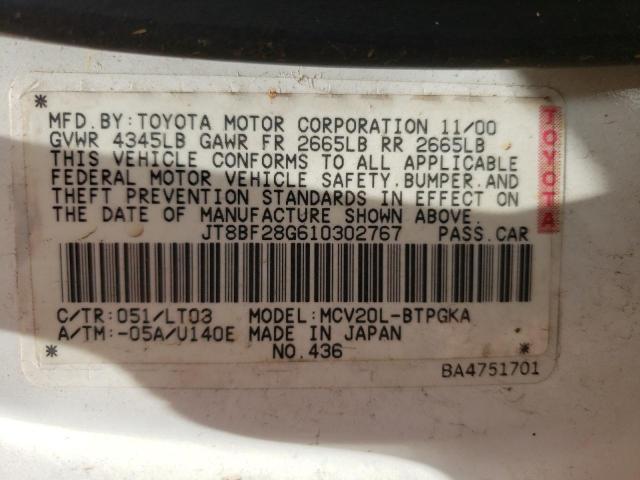 MFD.BY:TOYOTA MOTOR CORPORATION 11/00
GVWR 4345LB GAWR FR 2665LB RR 2665LB
THIS VEHICLE CONFORMS TO ALL APPLICABLE
FEDERAL MOTOR VEHICLE SAFETY,BUMPER,AND
THEFT PREVENTION STANDARDS IN EFFECT ON
THE DATE OF MANUFACTURE SHOWN ABOVE.
JT8BF28G610302767 PASS.CAR
C/TR:051/LT03 MODEL:MCV20L-BTPGKA
A/TM:-05A/U140E MADE IN JAPAN
NO.436
BA4751701
TOYOTA